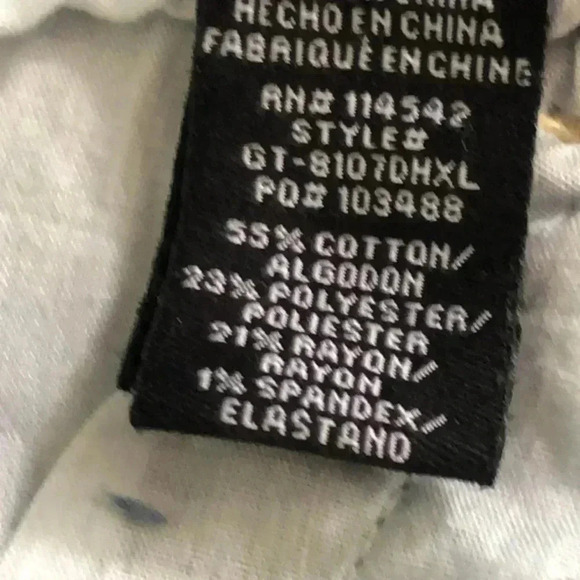 HECHO EN CHINA
FABRIQUÉ EN CHINE
RN# 114542
STYLE#
GT-8107DHXL
PO# 103488
55% COTTON/
ALGODON
23% POLYESTER/
POLIESTER
21% RAYON/
RAYON
1% SPANDEX/
ELASTANO